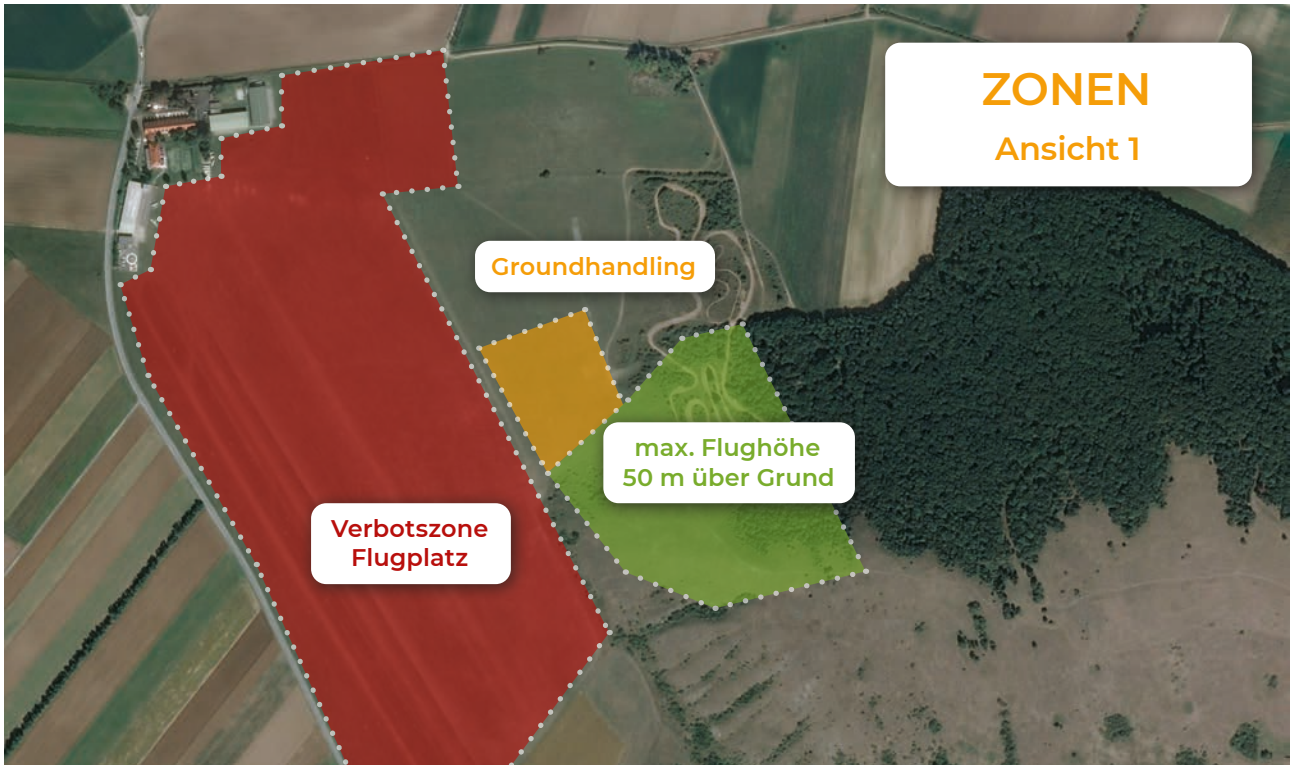 ZONEN
Ansicht 1
Groundhandling
max. Flughöhe
50 m über Grund
Verbotszone
Flugplatz